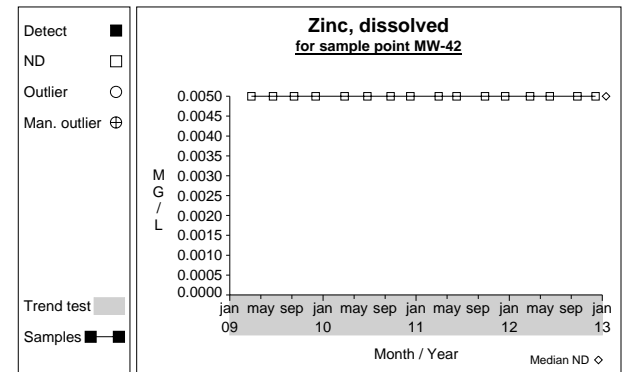 Detect
ND
Outlier
Man. outlier
Trend test
Samples
Zinc, dissolved
for sample point MW-42
M
G
/
L
0.0050
0.0045
0.0040
0.0035
0.0030
0.0025
0.0020
0.0015
0.0010
0.0005
0.0000
jan may sep jan may sep jan may sep jan may sep jan
09 10 11 12 13
Month / Year
Median ND